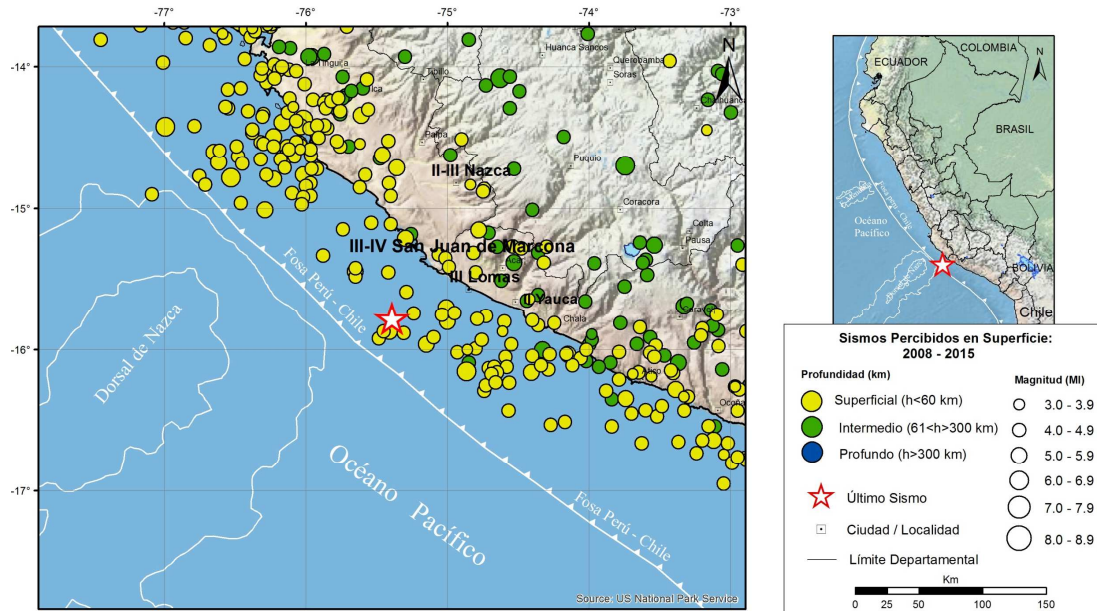 -77
-76
-75
-74
-73
-14
-15
-16
-17
N
Huanca Sancos
Querobamba
Soras
Tibillo
Ica
Palpa
Puquio
Coracora
Pausa
II-III Nazca
III-IV San Juan de Marcona
III Lomas
II Yauca
Chala
Dorsal de Nazca
Fosa Perú - Chile
Océano
Pacífico
Fosa Perú - Chile
Source: US National Park Service
COLOMBIA
N
ECUADOR
BRASIL
Océano
Pacífico
Fosa Perú - Chile
BOLIVIA
Chile
Sismos Percibidos en Superficie:
2008 - 2015
Profundidad (km)
Superficial (h<60 km)
Intermedio (61<h>300 km)
Profundo (h>300 km)
Último Sismo
Ciudad / Localidad
Límite Departamental
Magnitud (Ml)
3.0 - 3.9
4.0 - 4.9
5.0 - 5.9
6.0 - 6.9
7.0 - 7.9
8.0 - 8.9
Km
0 25 50 100 150